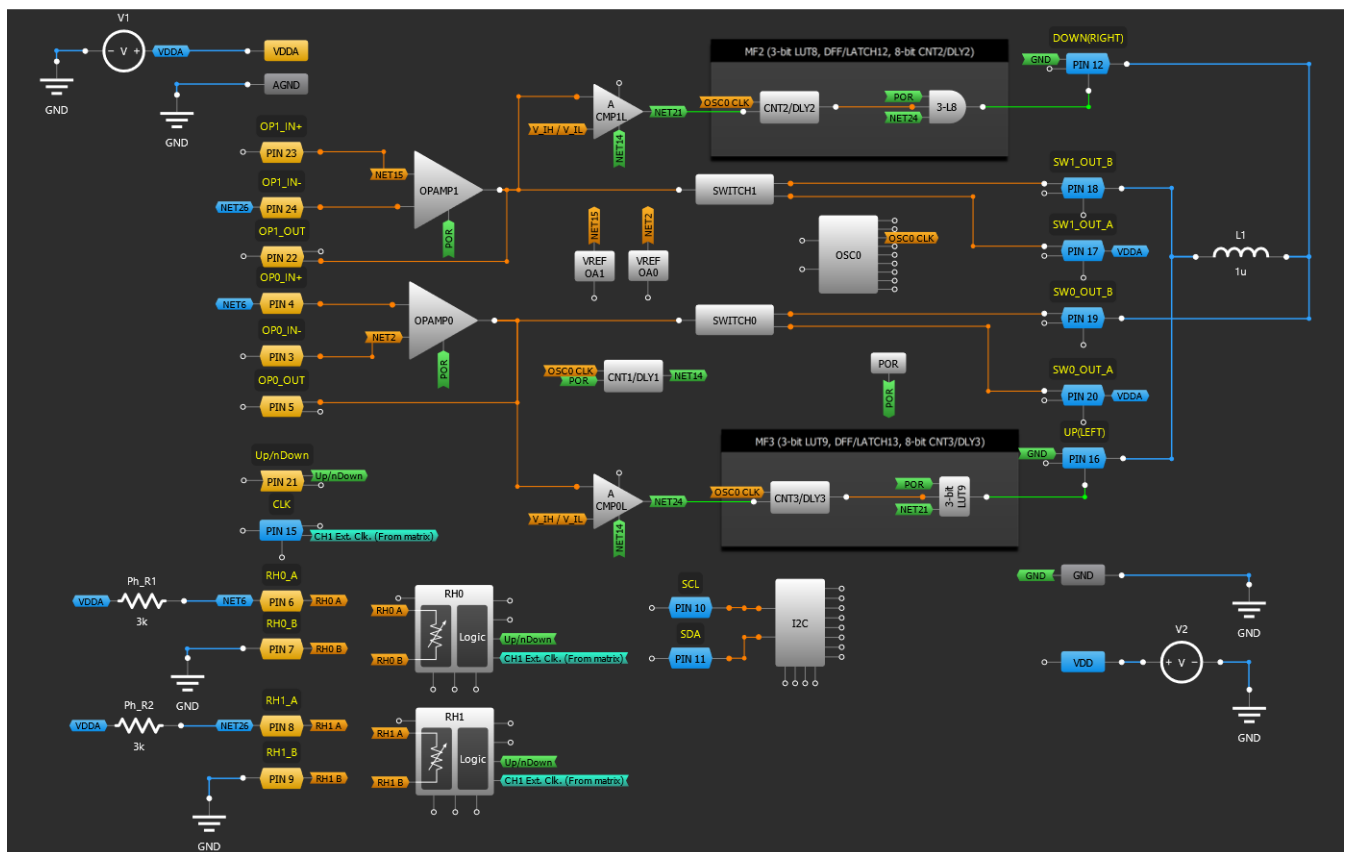 V1
− V +
VDDA
VDDA
GND
AGND
GND
OP1_IN+
PIN 23
NET15
OP1_IN-
NET26
PIN 24
OP1_OUT
PIN 22
OPAMP1
POR
OP0_IN+
NET6
PIN 4
OP0_IN-
PIN 3
NET2
OP0_OUT
PIN 5
OPAMP0
POR
A
CMP1L
V_IH / V_IL
NET21
NET14
MF2 (3-bit LUT8, DFF/LATCH12, 8-bit CNT2/DLY2)
OSC0 CLK
CNT2/DLY2
POR
NET24
3-L8
DOWN(RIGHT)
GND
PIN 12
SWITCH1
SW1_OUT_B
PIN 18
SW1_OUT_A
PIN 17
VDDA
L1
1u
NET15
VREF
OA1
NET2
VREF
OA0
OSC0
OSC0 CLK
SWITCH0
SW0_OUT_B
PIN 19
SW0_OUT_A
PIN 20
VDDA
OSC0 CLK
POR
CNT1/DLY1
NET14
POR
POR
UP(LEFT)
GND
PIN 16
MF3 (3-bit LUT9, DFF/LATCH13, 8-bit CNT3/DLY3)
A
CMP0L
V_IH / V_IL
NET24
NET14
OSC0 CLK
CNT3/DLY3
POR
NET21
3-bit
LUT9
Up/nDown
PIN 21
Up/nDown
CLK
PIN 15
CH1 Ext. Clk. (From matrix)
Ph_R1
VDDA
3k
NET6
RH0_A
PIN 6
RH0 A
RH0_B
PIN 7
RH0 B
GND
RH0
RH0 A
RH0 B
Logic
Up/nDown
CH1 Ext. Clk. (From matrix)
SCL
PIN 10
SDA
PIN 11
I2C
GND
GND
GND
V2
VDD
+ V −
GND
Ph_R2
VDDA
3k
NET26
RH1_A
PIN 8
RH1 A
RH1_B
PIN 9
RH1 B
GND
RH1
RH1 A
RH1 B
Logic
Up/nDown
CH1 Ext. Clk. (From matrix)